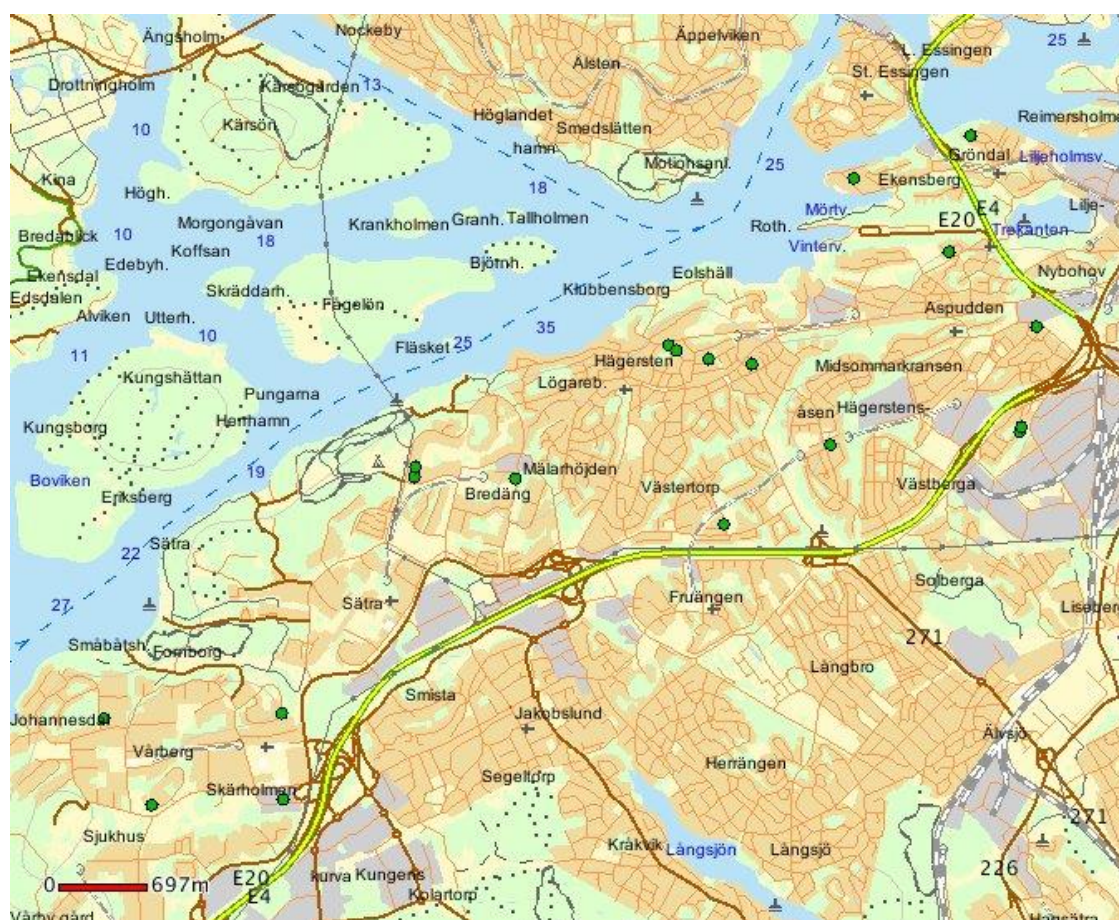 Nockeby
Ängsholm
Äppelviken
L. Essingen
25
Ålsten
St. Essingen
Drottningholm
Kärsögården
13
Höglandet
Reimersholme
10
Kärsön
Smedslätten
hamn
Gröndal
Liljeholmsv.
Motionsanl.
25
Kina
Högh.
18
Ekensberg
Mörtv.
E4
Lilje-
Morgongåvan
Krankholmen
Granh.
Tallholmen
E20
Roth.
Trekanten
Bredablick
10
18
Koffsan
Vinterv.
Edebyh.
Björnh.
Ekensdal
Eolshäll
Nybohov
Skräddarh.
Klubbensborg
Edsdalen
Fågelön
Aspudden
Alviken
Utterh.
10
35
Fläsket
25
11
Hägersten
Midsommarkransen
Kungshättan
Lögareb.
Pungarna
Kungsborg
Herrhamn
åsen
Hägerstens-
19
Boviken
Mälarhöjden
Eriksberg
Bredäng
Västertorp
Västberga
22
Sätra
Solberga
27
Sätra
Fruängen
Liseberg
Småbåtsh.
Fornborg
271
Långbro
Smista
Johannesdal
Jakobslund
Vårberg
Älvsjö
Herrängen
Skärholmen
Segeltorp
Sjukhus
271
Kråkvik
Långsjön
Långsjö
226
0
697m
E20
E4
kurva
Kungens
Kolartorp
Vårby gård
Hagsätra